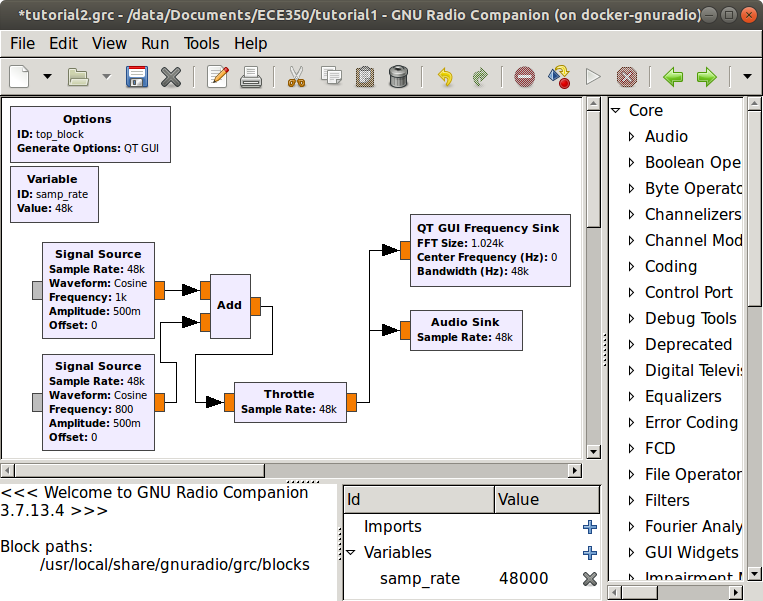 *tutorial2.grc - /data/Documents/ECE350/tutorial1 - GNU Radio Companion (on docker-gnuradio)
File Edit View Run Tools Help
Options
ID: top_block
Generate Options: QT GUI
Variable
ID: samp_rate
Value: 48k
Signal Source
Sample Rate: 48k
Waveform: Cosine
Frequency: 1k
Amplitude: 500m
Offset: 0
Signal Source
Sample Rate: 48k
Waveform: Cosine
Frequency: 800
Amplitude: 500m
Offset: 0
Add
Throttle
Sample Rate: 48k
QT GUI Frequency Sink
FFT Size: 1.024k
Center Frequency (Hz): 0
Bandwidth (Hz): 48k
Audio Sink
Sample Rate: 48k
Core
Audio
Boolean Ope
Byte Operato
Channelizers
Channel Mod
Coding
Control Port
Debug Tools
Deprecated
Digital Televi
Equalizers
Error Coding
FCD
File Operator
Filters
Fourier Analy
GUI Widgets
Impairment M
<<< Welcome to GNU Radio Companion
3.7.13.4 >>>
Block paths:
/usr/local/share/gnuradio/grc/blocks
Id Value
Imports
Variables
samp_rate 48000